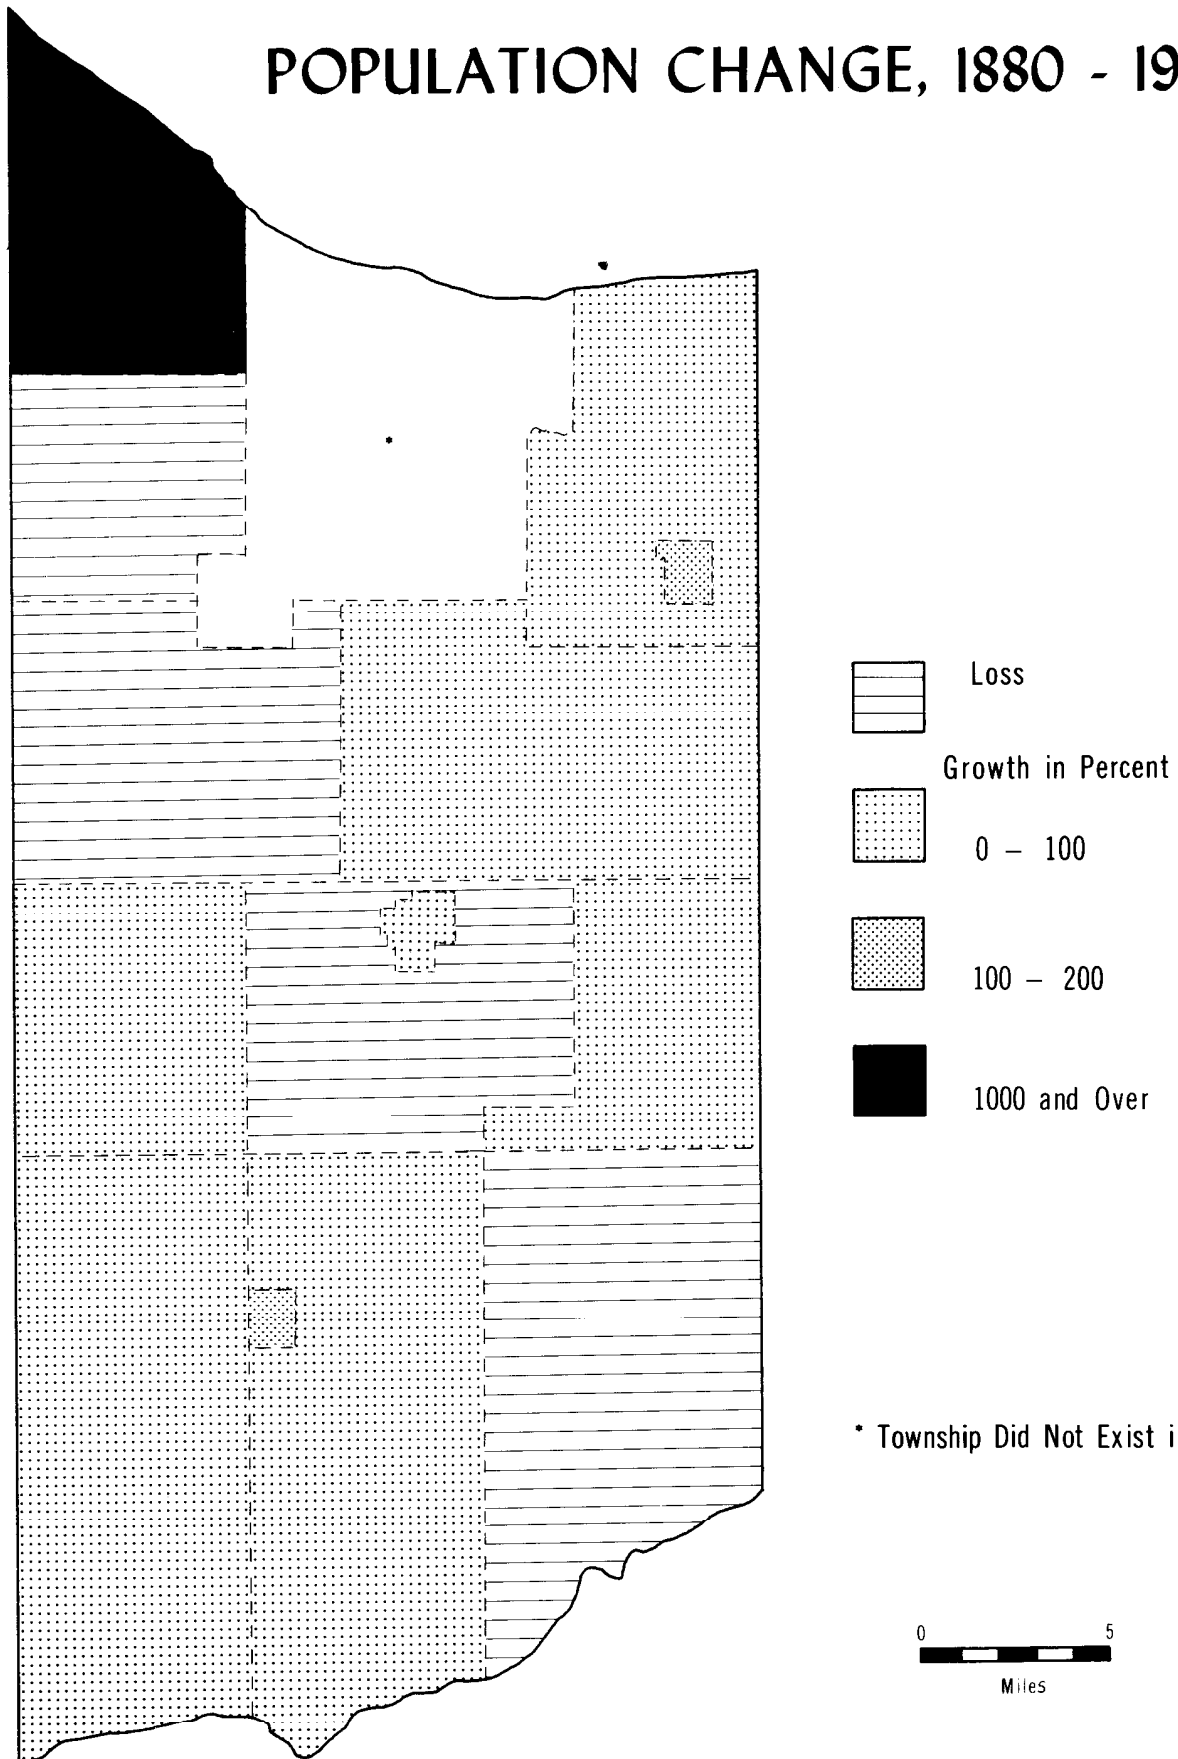 POPULATION CHANGE, 1880 - 19
*
Loss
Growth in Percent
0 – 100
100 – 200
1000 and Over
* Township Did Not Exist i
0 5
Miles